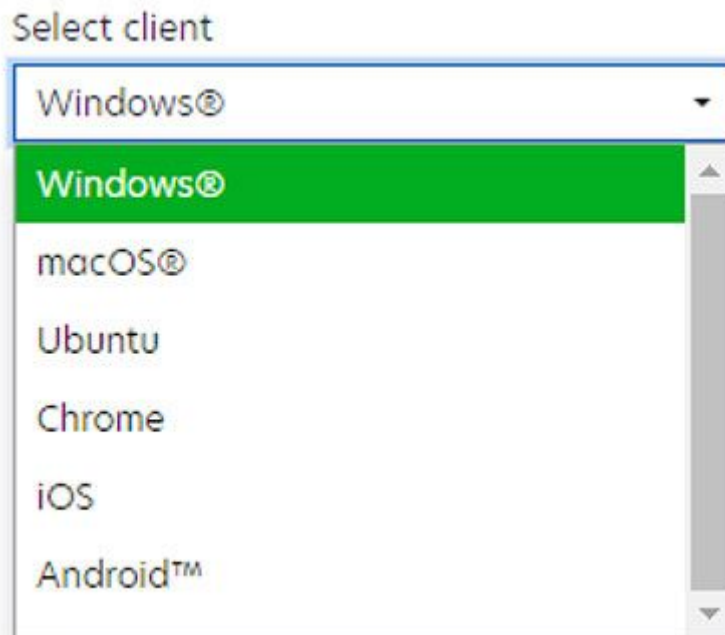 Select client
Windows®
Windows®
macOS®
Ubuntu
Chrome
iOS
Android™